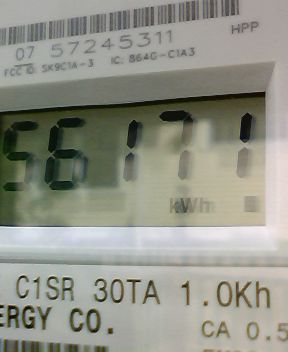 07 57245311
HPP
FCC ID: SK9C1A-3 IC: 864G-C1A3
56171
kWh
C1SR 30TA 1.0Kh
ERGY CO.
CA 0.5